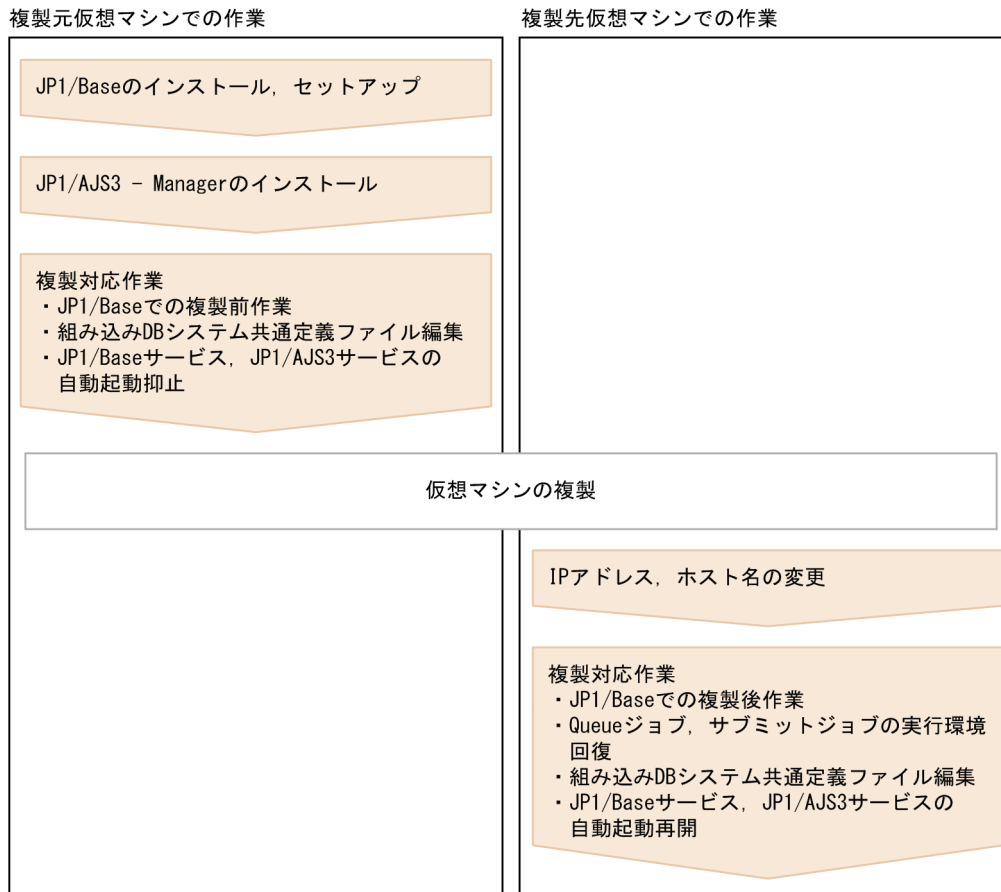 複製元仮想マシンでの作業
複製先仮想マシンでの作業
JP1/Baseのインストール，セットアップ
JP1/AJS3 − Managerのインストール
複製対応作業
・JP1/Baseでの複製前作業
・組み込みDBシステム共通定義ファイル編集
・JP1/Baseサービス，JP1/AJS3サービスの
自動起動抑止
仮想マシンの複製
IPアドレス，ホスト名の変更
複製対応作業
・JP1/Baseでの複製後作業
・Queueジョブ，サブミットジョブの実行環境
回復
・組み込みDBシステム共通定義ファイル編集
・JP1/Baseサービス，JP1/AJS3サービスの
自動起動再開